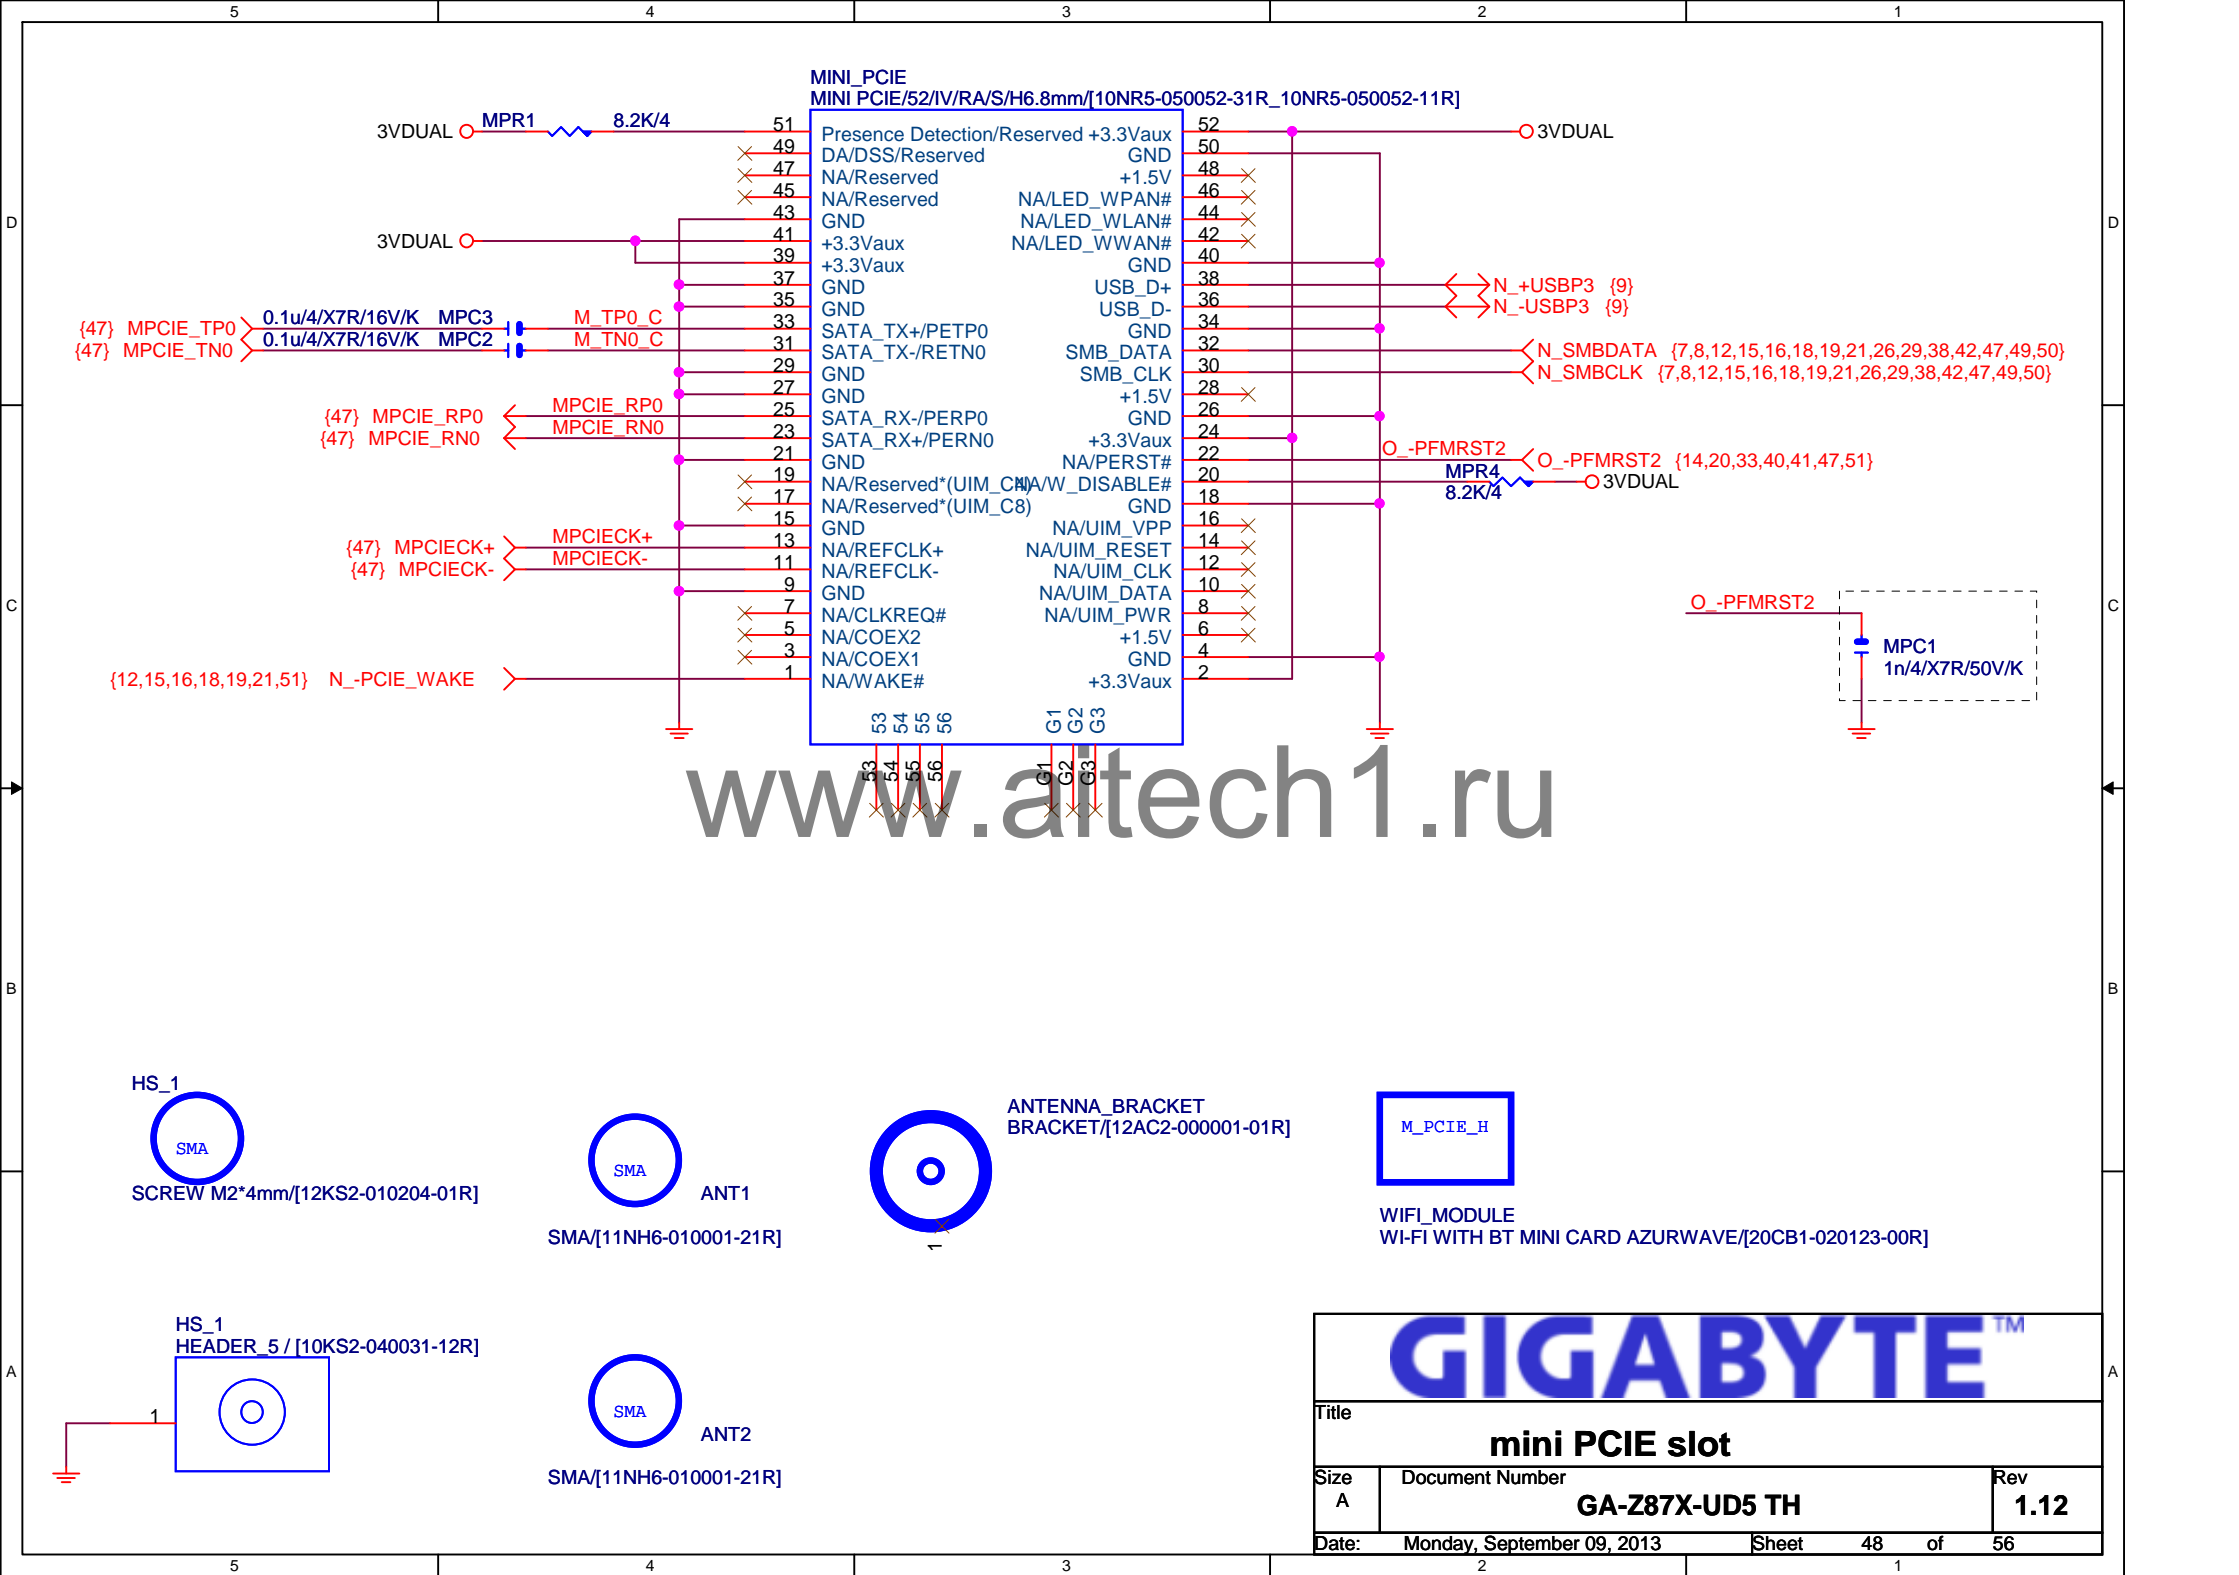 5 4 3 2 1
D
C
B
A
MINI_PCIE
MINI PCIE/52/IV/RA/S/H6.8mm/[10NR5-050052-31R_10NR5-050052-11R]
3VDUAL MPR1 8.2K/4 51 Presence Detection/Reserved +3.3Vaux 52 3VDUAL
49 DA/DSS/Reserved GND 50
47 NA/Reserved +1.5V 48
45 NA/Reserved NA/LED_WPAN# 46
43 GND NA/LED_WLAN# 44
3VDUAL 41 +3.3Vaux NA/LED_WWAN# 42
39 +3.3Vaux GND 40
37 GND USB_D+ 38 N_+USBP3 {9}
35 GND USB_D- 36 N_-USBP3 {9}
{47} MPCIE_TP0 0.1u/4/X7R/16V/K MPC3 M_TP0_C 33 SATA_TX+/PETP0 GND 34
{47} MPCIE_TN0 0.1u/4/X7R/16V/K MPC2 M_TN0_C 31 SATA_TX-/RETN0 SMB_DATA 32 N_SMBDATA {7,8,12,15,16,18,19,21,26,29,38,42,47,49,50}
29 GND SMB_CLK 30 N_SMBCLK {7,8,12,15,16,18,19,21,26,29,38,42,47,49,50}
27 GND +1.5V 28
{47} MPCIE_RP0 MPCIE_RP0 25 SATA_RX-/PERP0 GND 26
{47} MPCIE_RN0 MPCIE_RN0 23 SATA_RX+/PERN0 +3.3Vaux 24
21 GND NA/PERST# 22 O_-PFMRST2 O_-PFMRST2 {14,20,33,40,41,47,51}
19 NA/Reserved*(UIM_C4) NA/W_DISABLE# 20 MPR4 8.2K/4 3VDUAL
17 NA/Reserved*(UIM_C8) GND 18
15 GND NA/UIM_VPP 16
{47} MPCIECK+ MPCIECK+ 13 NA/REFCLK+ NA/UIM_RESET 14
{47} MPCIECK- MPCIECK- 11 NA/REFCLK- NA/UIM_CLK 12
9 GND NA/UIM_DATA 10
7 NA/CLKREQ# NA/UIM_PWR 8
5 NA/COEX2 +1.5V 6
3 NA/COEX1 GND 4
{12,15,16,18,19,21,51} N_-PCIE_WAKE 1 NA/WAKE# +3.3Vaux 2
53 54 55 56 G1 G2 G3
53 54 55 56 G1 G2 G3
O_-PFMRST2
MPC1
1n/4/X7R/50V/K
www.aitech1.ru
HS_1
SMA
SCREW M2*4mm/[12KS2-010204-01R]
SMA
ANT1
SMA/[11NH6-010001-21R]
ANTENNA_BRACKET
BRACKET/[12AC2-000001-01R]
1
M_PCIE_H
WIFI_MODULE
WI-FI WITH BT MINI CARD AZURWAVE/[20CB1-020123-00R]
HS_1
HEADER_5 / [10KS2-040031-12R]
1
SMA
ANT2
SMA/[11NH6-010001-21R]
GIGABYTE TM
Title
mini PCIE slot
Size
A
Document Number
GA-Z87X-UD5 TH
Rev
1.12
Date: Monday, September 09, 2013 Sheet 48 of 56
D
C
B
A
5 4 3 2 1